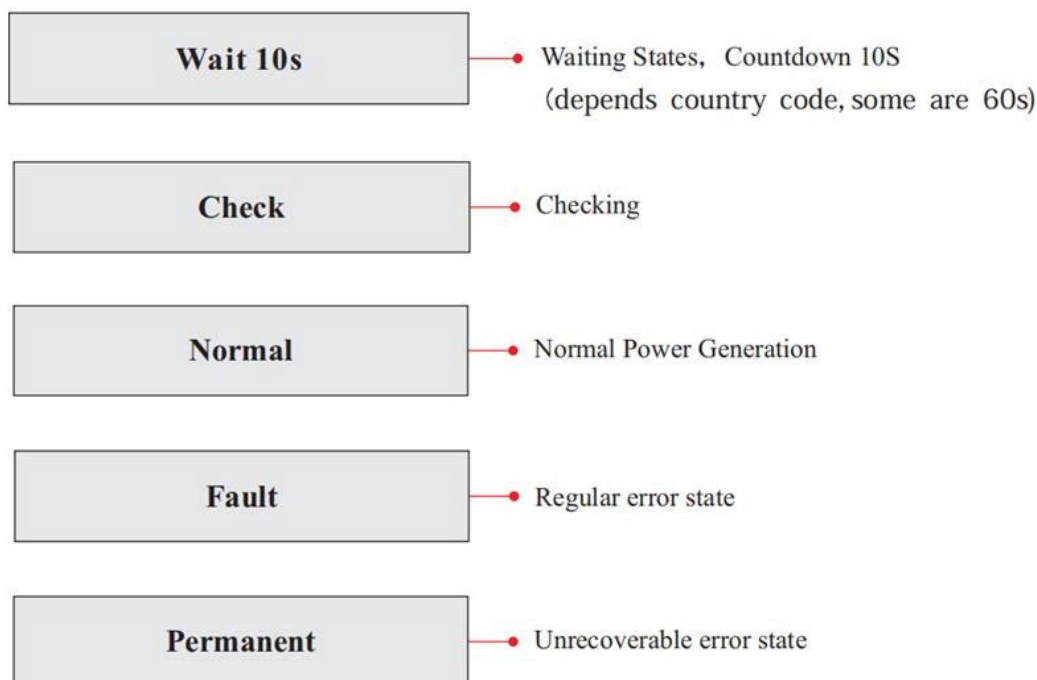 Wait 10s
Waiting States, Countdown 10S
(depends country code, some are 60s)
Check
Checking
Normal
Normal Power Generation
Fault
Regular error state
Permanent
Unrecoverable error state